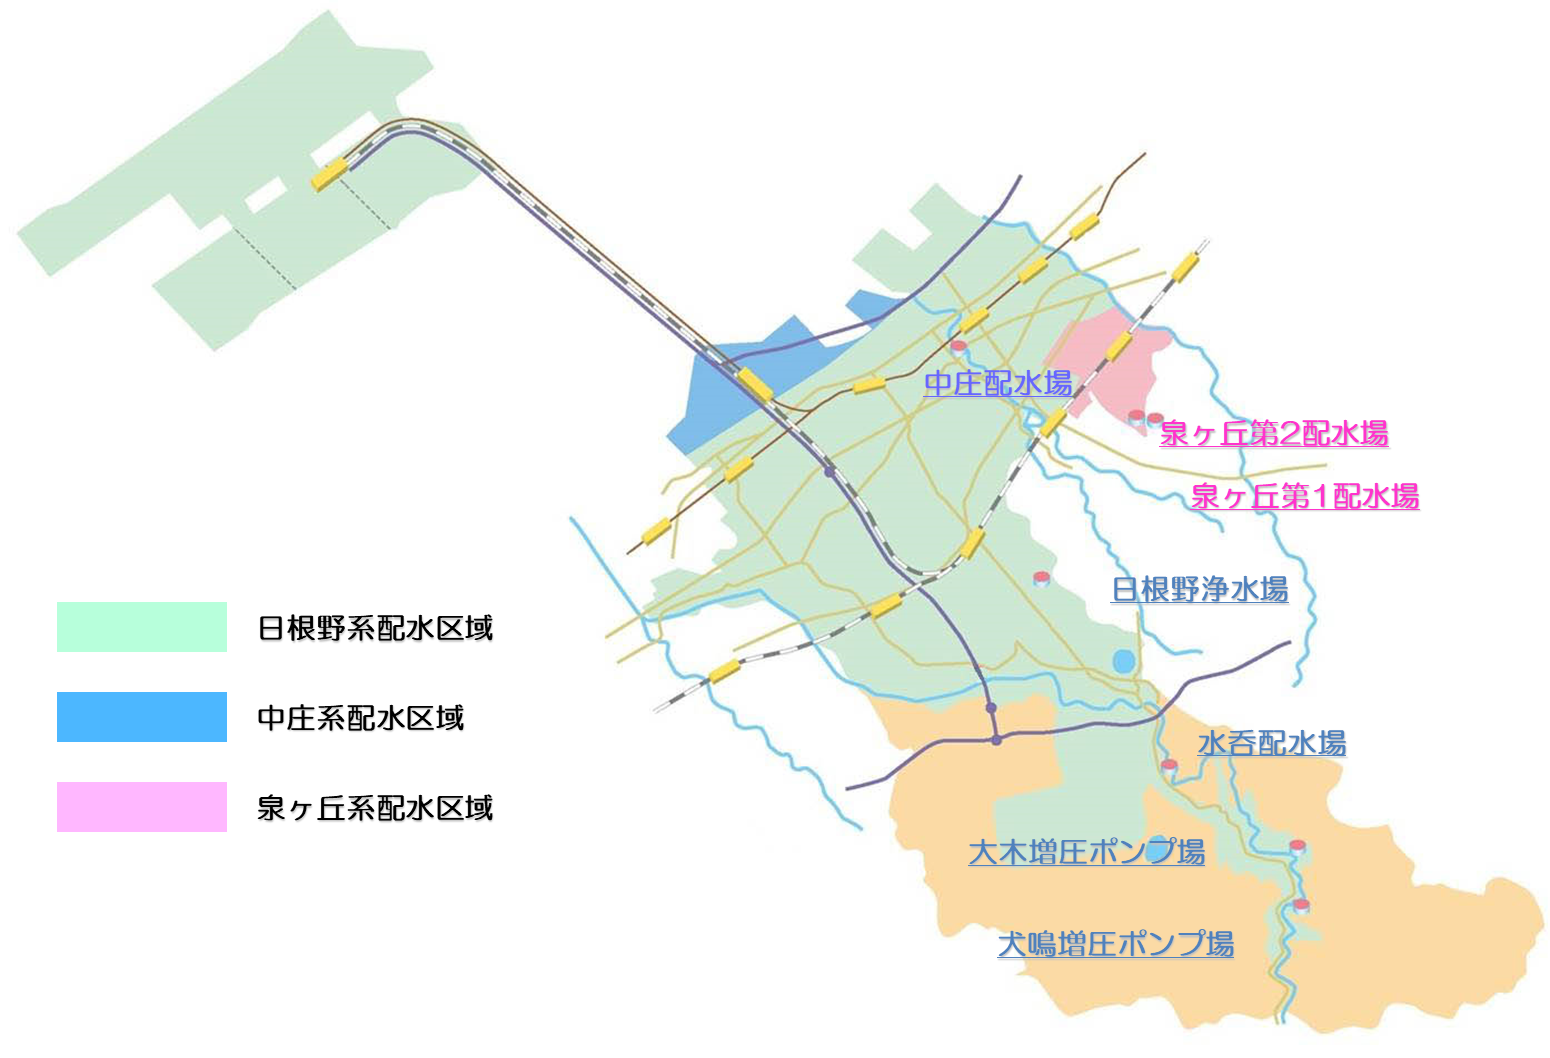 中庄配水場
泉ヶ丘第2配水場
泉ヶ丘第1配水場
日根野浄水場
日根野系配水区域
中庄系配水区域
水呑配水場
泉ヶ丘系配水区域
大木増圧ポンプ場
犬鳴増圧ポンプ場